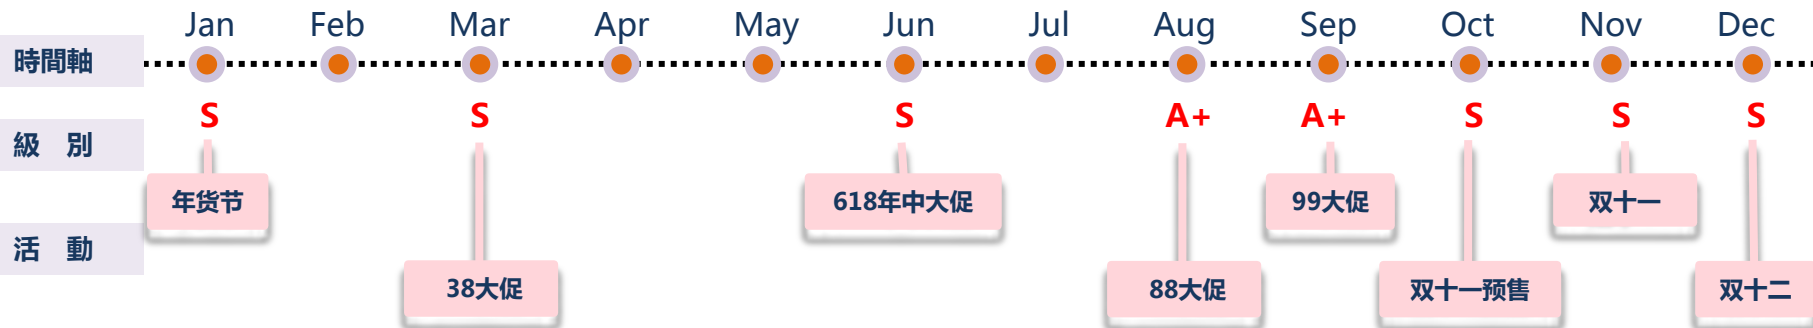 Jan Feb Mar Apr May Jun Jul Aug Sep Oct Nov Dec
時間軸
S S S A+ A+ S S S
級 別
年货节 618年中大促 99大促 双十一
活 動
38大促 88大促 双十一预售 双十二